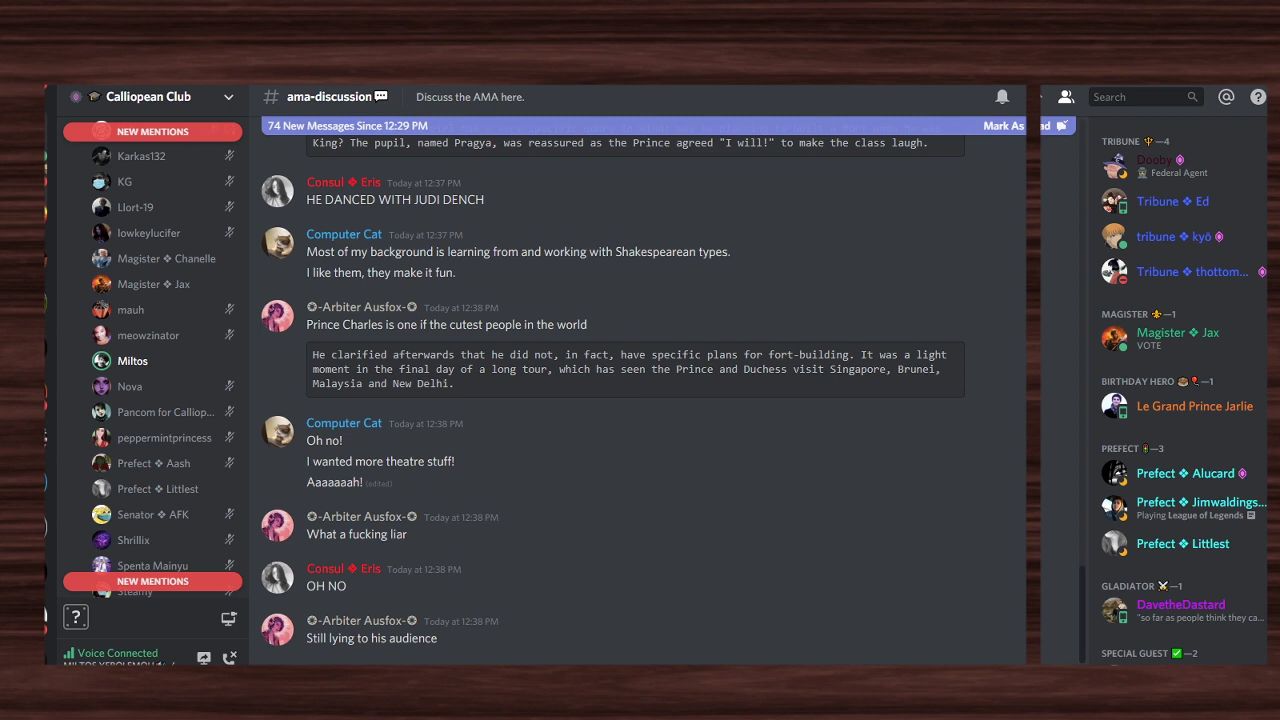 Calliopean Club
NEW MENTIONS
Karkas132
KG
Llort-19
lowkeylucifer
Magister ❖ Chanelle
Magister ❖ Jax
mauh
meowzinator
Miltos
Nova
Pancom for Calliop...
peppermintprincess
Prefect ❖ Aash
Prefect ❖ Littlest
Senator ❖ AFK
Shrillix
Spenta Mainyu
NEW MENTIONS
Steamy
?
Voice Connected
# ama-discussion💬
Discuss the AMA here.
74 New Messages Since 12:29 PM
Mark As
ad
King? The pupil, named Pragya, was reassured as the Prince agreed "I will!" to make the class laugh.
Consul ❖ Eris Today at 12:37 PM
HE DANCED WITH JUDI DENCH
Computer Cat Today at 12:37 PM
Most of my background is learning from and working with Shakespearean types.
I like them, they make it fun.
✪-Arbiter Ausfox-✪ Today at 12:38 PM
Prince Charles is one if the cutest people in the world
He clarified afterwards that he did not, in fact, have specific plans for fort-building. It was a light
moment in the final day of a long tour, which has seen the Prince and Duchess visit Singapore, Brunei,
Malaysia and New Delhi.
Computer Cat Today at 12:38 PM
Oh no!
I wanted more theatre stuff!
Aaaaaaah! (edited)
✪-Arbiter Ausfox-✪ Today at 12:38 PM
What a fucking liar
Consul ❖ Eris Today at 12:38 PM
OH NO
✪-Arbiter Ausfox-✪ Today at 12:38 PM
Still lying to his audience
Search
@
?
TRIBUNE 🔱—4
Dooby
Federal Agent
Tribune ❖ Ed
tribune ❖ kyō
Tribune ❖ thottom...
MAGISTER ⚜—1
Magister ❖ Jax
VOTE
BIRTHDAY HERO —1
Le Grand Prince Jarlie
PREFECT —3
Prefect ❖ Alucard
Prefect ❖ Jimwaldings...
Playing League of Legends
Prefect ❖ Littlest
GLADIATOR ⚔—1
DavetheDastard
"so far as people think they ca...
SPECIAL GUEST ✅—2